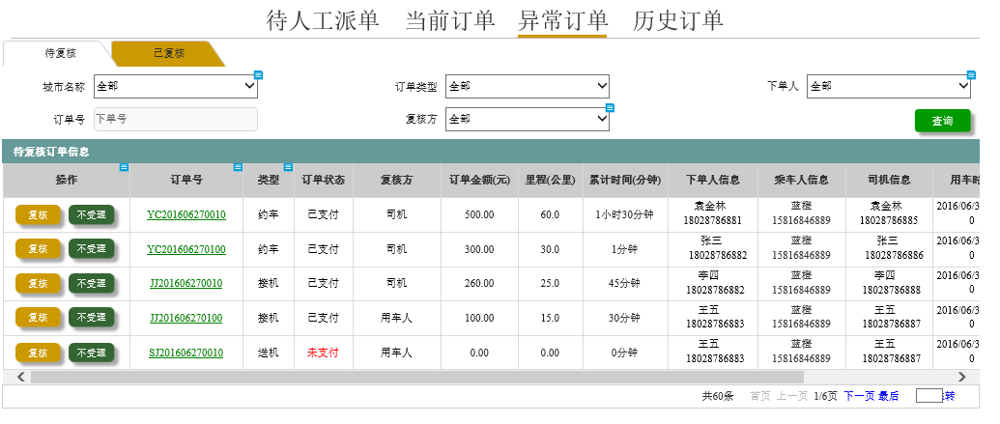 待人工派单 当前订单 异常订单 历史订单
待复核 已复核
城市名称 全部 订单类型 全部 下单人 全部
订单号 下单号 复核方 全部 查询
待复核订单信息
操作 订单号 类型 订单状态 复核方 订单金额(元) 里程(公里) 累计时间(分钟) 下单人信息 乘车人信息 司机信息 用车时
复核 不受理 YC201606270010 约车 已支付 司机 500.00 60.0 1小时30分钟 袁金林 18028786881 蓝橙 15816846889 袁金林 18028786885 2016/06/3 0
复核 不受理 YC201606270100 约车 已支付 司机 300.00 30.0 1分钟 张三 18028786882 蓝橙 15816846889 张三 18028786886 2016/06/3 0
复核 不受理 JJ201606270010 接机 已支付 司机 260.00 25.0 45分钟 李四 18028786882 蓝橙 15816846889 李四 18028786888 2016/06/3 0
复核 不受理 JJ201606270100 接机 已支付 用车人 100.00 15.0 30分钟 王五 18028786883 蓝橙 15816846889 王五 18028786887 2016/06/3 0
复核 不受理 SJ201606270010 送机 未支付 用车人 0.00 0.00 0分钟 王五 18028786883 蓝橙 15816846889 王五 18028786887 2016/06/3 0
共60条 首页 上一页 1/6页 下一页 最后 转